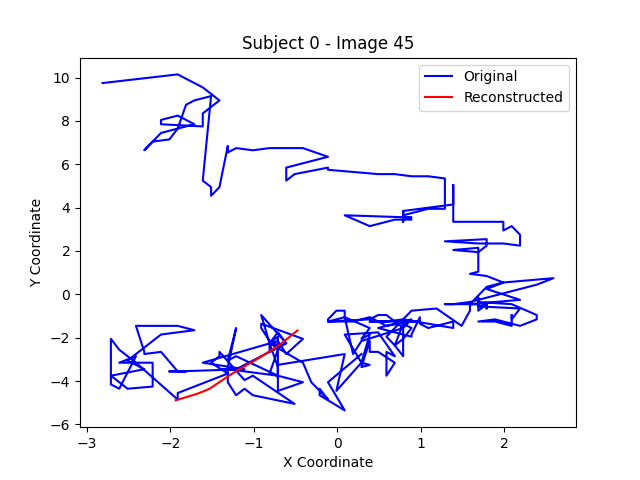 Subject 0 - Image 45
Original
Reconstructed
Y Coordinate
10
8
6
4
2
0
−2
−4
−6
−3 −2 −1 0 1 2
X Coordinate